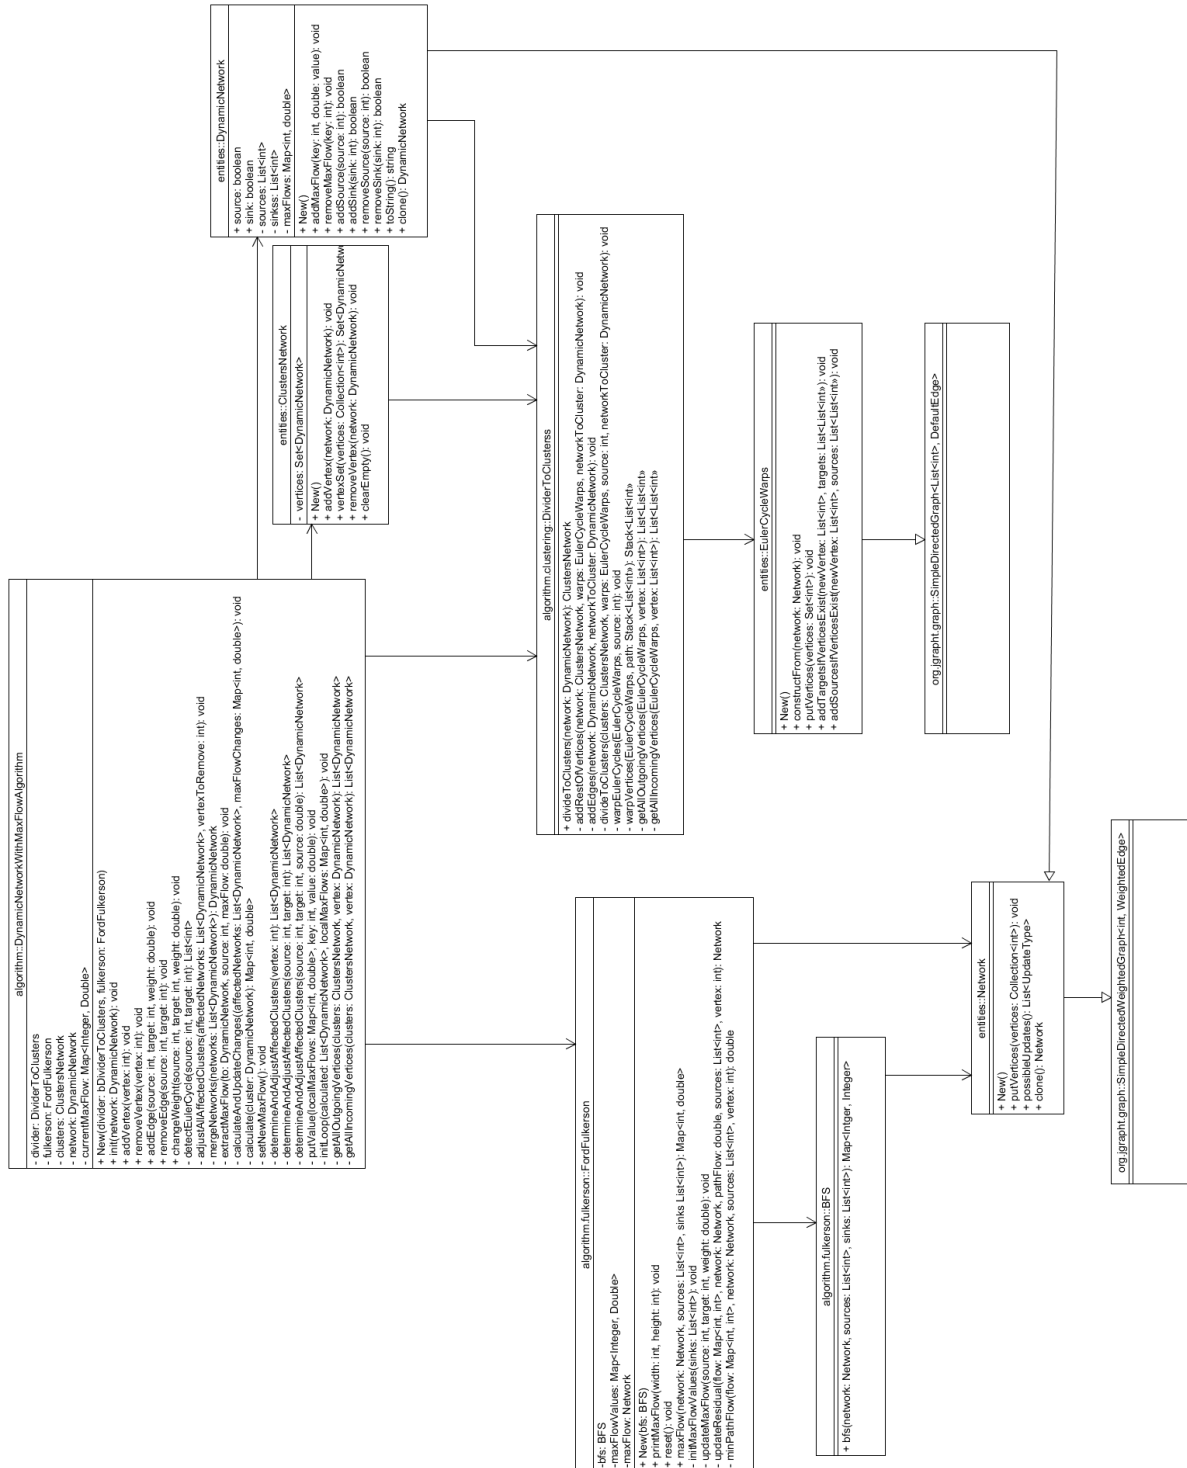 algorithm::DynamicNetworkWithMaxFlowAlgorithm
- divider: DividerToClusters
- fulkerson: FordFulkerson
- clusters: ClustersNetwork
- network: DynamicNetwork
- currentMaxFlow: Map<Integer, Double>
+ New(divider: bDividerToClusters, fulkerson: FordFulkerson)
+ init(network: DynamicNetwork): void
+ addVertex(vertex: int): void
+ removeVertex(vertex: int): void
+ addEdge(source: int, target: int, weight: double): void
+ removeEdge(source: int, target: int): void
+ changeWeight(source: int, target: int, weight: double): void
- detectEulerCycle(source: int, target: int): List<int>
- adjustAllAffectedClusters(affectedNetworks: List<DynamicNetwork>, vertexToRemove: int): void
- mergeNetworks(networks: List<DynamicNetwork>): DynamicNetwork
- extractMaxFlow(to: DynamicNetwork, source: int, maxFlow: double): void
- calculateAndUpdateChanges((affectedNetworks: List<DynamicNetwork>, maxFlowChanges: Map<int, double>): void
- calculate(cluster: DynamicNetwork): Map<int, double>
- setNewMaxFlow(): void
- determineAndAdjustAffectedClusters(vertex: int): List<DynamicNetwork>
- determineAndAdjustAffectedClusters(source: int, target: int): List<DynamicNetwork>
- determineAndAdjustAffectedClusters(source: int, target: int, source: double): List<DynamicNetwork>
- putValue(localMaxFlows: Map<int, double>, key: int, value: double): void
- initLoop(calculated: List<DynamicNetwork>, localMaxFlows: Map<int, double>): void
- getAllOutgoingVertices(clusters: ClustersNetwork, vertex: DynamicNetwork): List<DynamicNetwork>
- getAllIncomingVertices(clusters: ClustersNetwork, vertex: DynamicNetwork): List<DynamicNetwork>
entities::DynamicNetwork
+ source: boolean
+ sink: boolean
- sources: List<int>
- sinkss: List<int>
- maxFlows: Map<int, double>
+ New()
+ addMaxFlow(key: int, double: value): void
+ removeMaxFlow(key: int): void
+ addSource(source: int): boolean
+ addSink(sink: int): boolean
+ removeSource(source: int): boolean
+ removeSink(sink: int): boolean
+ toString(): string
+ clone(): DynamicNetwork
entities::ClustersNetwork
- vertices: Set<DynamicNetwork>
+ New()
+ addVertex(network: DynamicNetwork): void
+ vertexSet(vertices: Collection<int>): Set<DynamicNetw
+ removeVertex(network: DynamicNetwork): void
+ clearEmpty(): void
algorithm.clustering::DividerToClusterss
+ divideToClusters(network: DynamicNetwork): ClustersNetwork
- addRestOfVertices(network: ClustersNetwork, warps: EulerCycleWarps, networkToCluster: DynamicNetwork): void
- addEdges(network: DynamicNetwork, networkToCluster: DynamicNetwork): void
- divideToClusters(clusters: ClustersNetwork, warps: EulerCycleWarps, source: int, networkToCluster: DynamicNetwork): void
- warpEulerCycles(EulerCycleWarps, source: int): void
- warpVertices(EulerCycleWarps, path: Stack<List<int»): Stack<List<int»
- getAllOutgoingVertices(EulerCycleWarps, vertex: List<int>): List<List<int»
- getAllIncomingVertices(EulerCycleWarps, vertex: List<int>): List<List<int»
entities::EulerCycleWarps
+ New()
+ constructFrom(network: Network): void
+ putVertices(vertices: Set<int>): void
+ addTargetsIfVerticesExist(newVertex: List<int>, targets: List<List<int»): void
+ addSourcesIfVerticesExist(newVertex: List<int>, sources: List<List<int»): void
org.jgrapht.graph::SimpleDirectedGraph<List<int>, DefaultEdge>
algorithm.fulkerson::FordFulkerson
-bfs: BFS
-maxFlowValues: Map<Integer, Double>
-maxFlow: Network
+ New(bfs: BFS)
+ printMaxFlow(width: int, height: int): void
+ reset(): void
+ maxFlow(network: Network, sources: List<int>, sinks List<int>): Map<int, double>
- initMaxFlowValues(sinks: List<int>): void
- updateMaxFlow(source: int, target: int, weight: double): void
- updateResidual(flow: Map<int, int>, network: Network, pathFlow: double, sources: List<int>, vertex: int): Network
- minPathFlow(flow: Map<int, int>, network: Network, sources: List<int>, vertex: int): double
algorithm.fulkerson::BFS
+ bfs(network: Network, sources: List<int>, sinks: List<int>): Map<Integer, Integer>
entities::Network
+ New()
+ putVertices(vertices: Collection<int>): void
+ possibleUpdates(): List<UpdateType>
+ clone(): Network
org.jgrapht.graph::SimpleDirectedWeightedGraph<int, WeightedEdge>